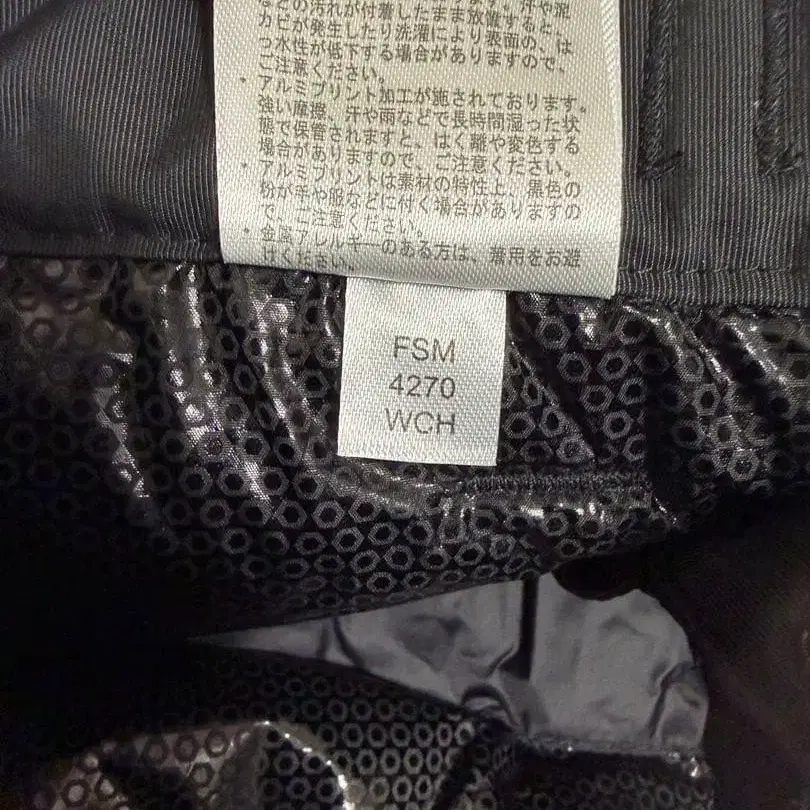 などの汚れが付着したまま放置すると、
カビが発生したり洗濯により表面の、は
っ水性が低下する場合がありますので、
ご注意ください。
* アルミプリント加工が施されております。
強い摩擦、汗や雨などで長時間湿った状
態で保管されますと、はく離や変色する
場合がありますので、ご注意ください。
* アルミプリントは素材の特性上、黒色の
粉が手や服などに付く場合があります
で、ご注意ください。
* 金属アレルギーのある方は、着用をお避
けください。
FSM
4270
WCH